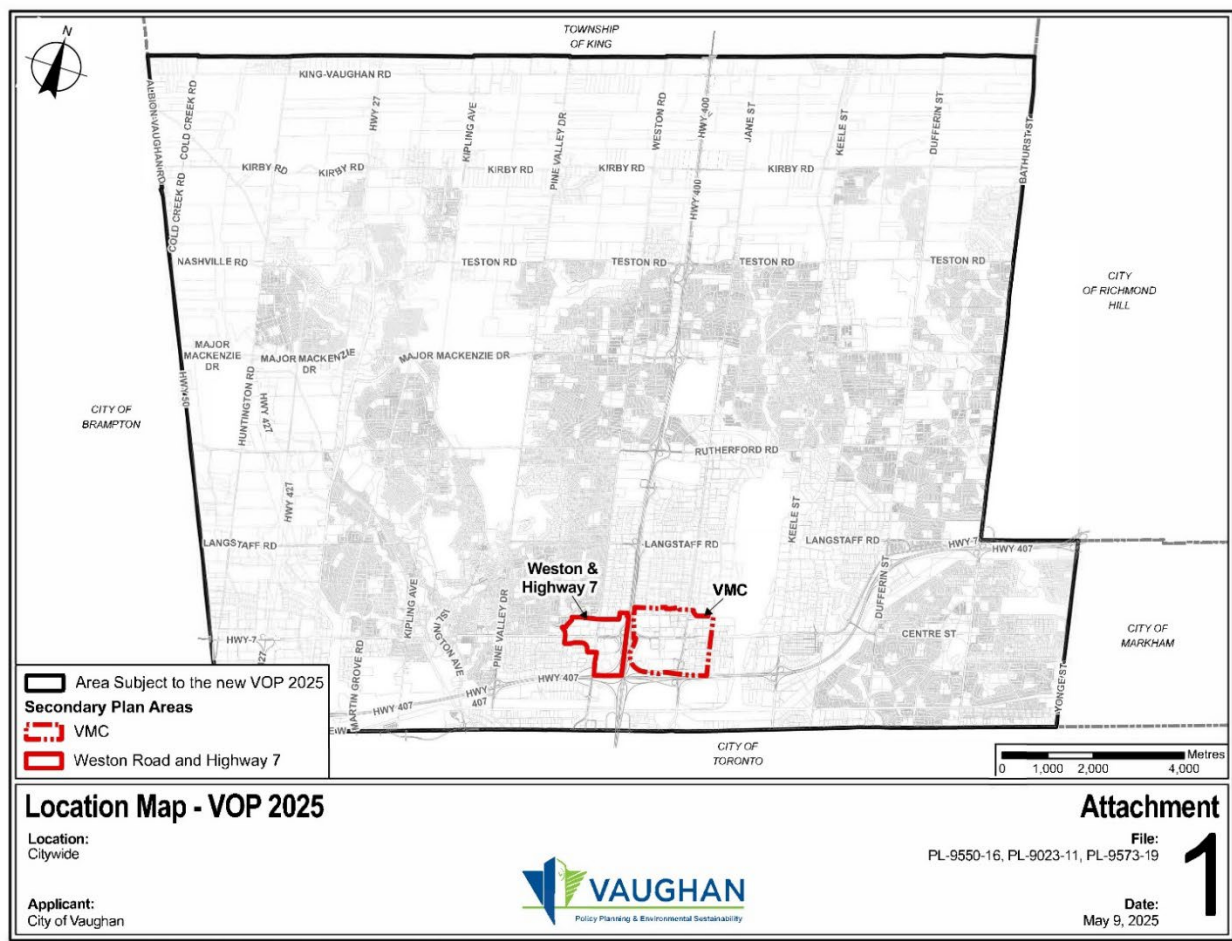 TOWNSHIP
OF KING
N
KING-VAUGHAN RD
ALBION-VAUGHAN RD
COLD CREEK RD
HWY 27
KIPLING AVE
PINE VALLEY DR
WESTON RD
HWY 400
JANE ST
KEELE ST
DUFFERIN ST
BATHURST ST
KIRBY RD
KIRBY RD
KIRBY RD
KIRBY RD
KIRBY RD
COLD CREEK RD
HWY 400
NASHVILLE RD
TESTON RD
TESTON RD
TESTON RD
TESTON RD
CITY
OF RICHMOND
HILL
MAJOR
MACKENZIE
DR
MAJOR MACKENZIE
DR
MAJOR MACKENZIE DR
HWY 50
HUNTINGTON RD
HWY 427
CITY OF
BRAMPTON
RUTHERFORD RD
HWY 427
KEELE ST
LANGSTAFF RD
LANGSTAFF RD
LANGSTAFF RD
HWY 7
HWY 407
Weston &
Highway 7
VMC
DUFFERIN ST
KIPLING AVE
ISLINGTON AVE
PINE VALLEY DR
CENTRE ST
CITY OF
MARKHAM
HWY 7
MARTIN GROVE RD
HWY 407
HWY
407
HWY 407
YONGE ST
CITY OF
TORONTO
Area Subject to the new VOP 2025
Secondary Plan Areas
VMC
Weston Road and Highway 7
Metres
0 1,000 2,000 4,000
Location Map - VOP 2025
Attachment
1
Location:
Citywide
File:
PL-9550-16, PL-9023-11, PL-9573-19
VAUGHAN
Policy Planning & Environmental Sustainability
Applicant:
City of Vaughan
Date:
May 9, 2025